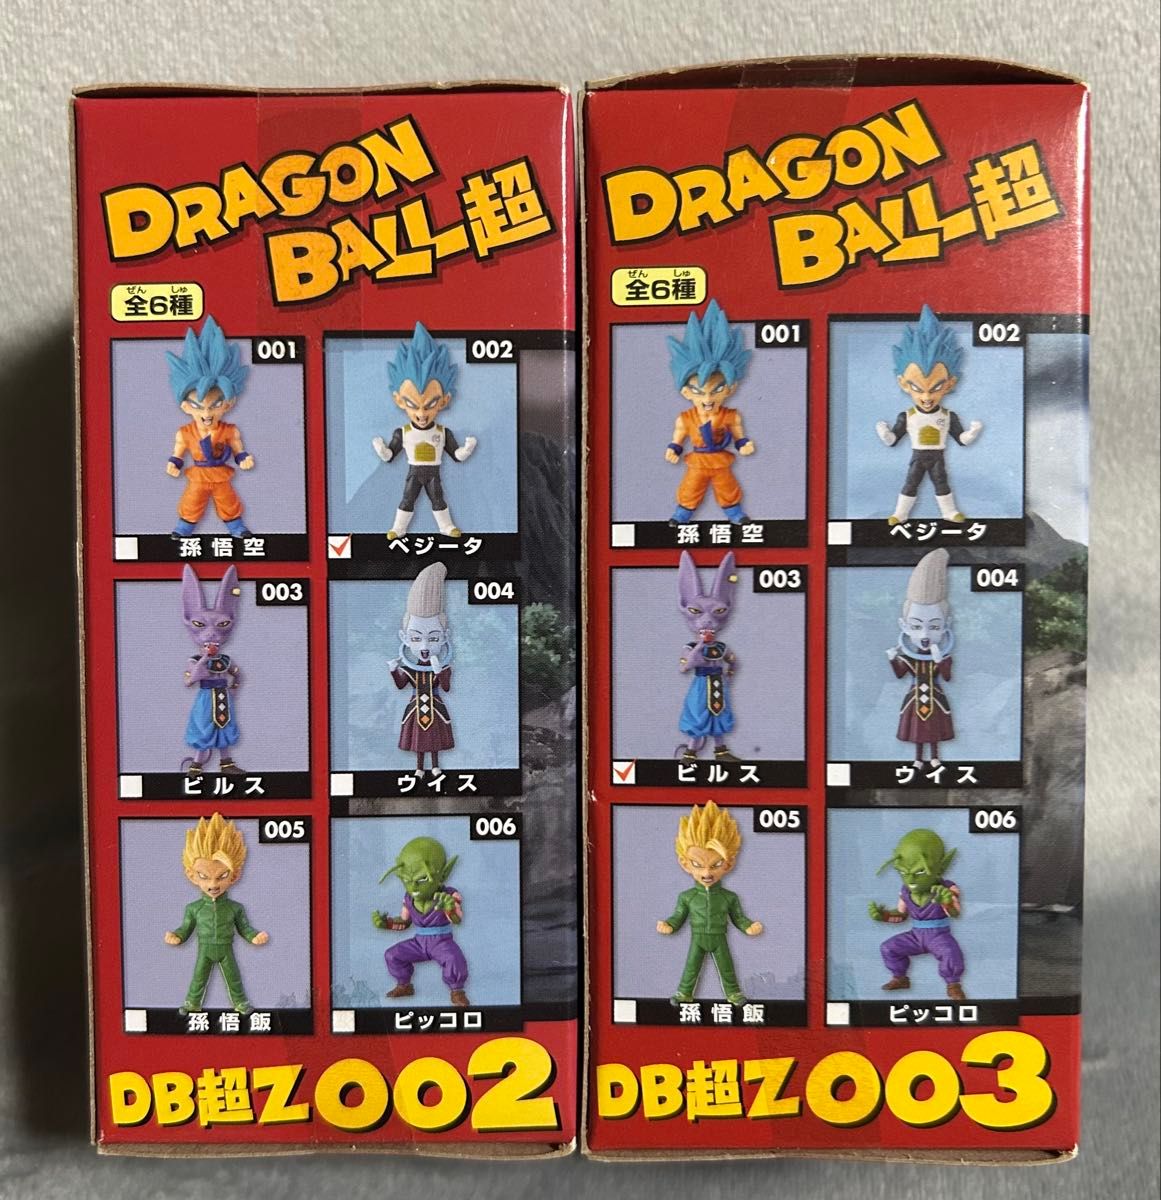 DRAGON
BALL超
ぜん しゅ
全6種
001
002
孫悟空
ベジータ
003
004
ビルス
ウイス
005
006
孫悟飯
ピッコロ
DB超Z002
DRAGON
BALL超
ぜん しゅ
全6種
001
002
孫悟空
ベジータ
003
004
ビルス
ウイス
005
006
孫悟飯
ピッコロ
DB超Z003